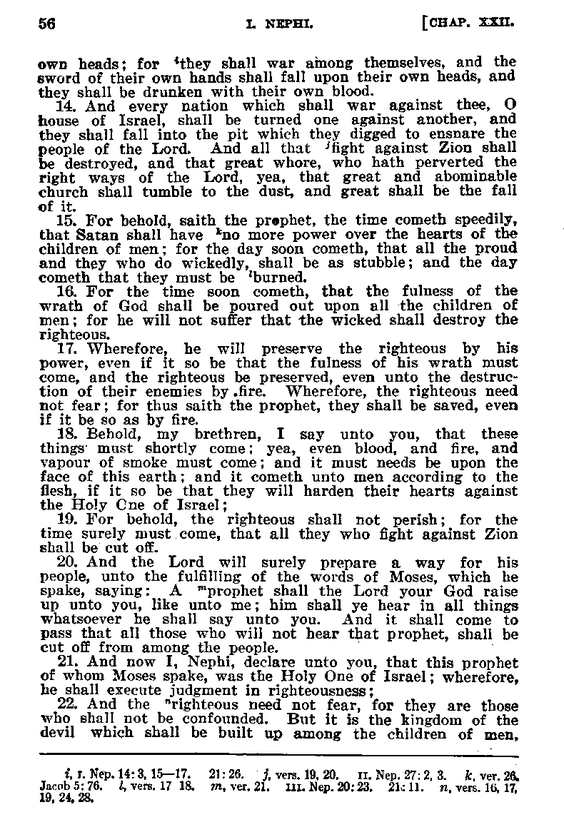 56 I. NEPHI. [CHAP. XXII.
own heads; for ⁱthey shall war among themselves, and the
sword of their own hands shall fall upon their own heads, and
they shall be drunken with their own blood.
14. And every nation which shall war against thee, O
house of Israel, shall be turned one against another, and
they shall fall into the pit which they digged to ensnare the
people of the Lord. And all that ʲfight against Zion shall
be destroyed, and that great whore, who hath perverted the
right ways of the Lord, yea, that great and abominable
church shall tumble to the dust, and great shall be the fall
of it.
15. For behold, saith the prophet, the time cometh speedily,
that Satan shall have ᵏno more power over the hearts of the
children of men; for the day soon cometh, that all the proud
and they who do wickedly, shall be as stubble; and the day
cometh that they must be ˡburned.
16. For the time soon cometh, that the fulness of the
wrath of God shall be poured out upon all the children of
men; for he will not suffer that the wicked shall destroy the
righteous.
17. Wherefore, he will preserve the righteous by his
power, even if it so be that the fulness of his wrath must
come, and the righteous be preserved, even unto the destruc-
tion of their enemies by fire. Wherefore, the righteous need
not fear; for thus saith the prophet, they shall be saved, even
if it be so as by fire.
18. Behold, my brethren, I say unto you, that these
things must shortly come; yea, even blood, and fire, and
vapour of smoke must come; and it must needs be upon the
face of this earth; and it cometh unto men according to the
flesh, if it so be that they will harden their hearts against
the Holy One of Israel;
19. For behold, the righteous shall not perish; for the
time surely must come, that all they who fight against Zion
shall be cut off.
20. And the Lord will surely prepare a way for his
people, unto the fulfilling of the words of Moses, which he
spake, saying: A ᵐprophet shall the Lord your God raise
up unto you, like unto me; him shall ye hear in all things
whatsoever he shall say unto you. And it shall come to
pass that all those who will not hear that prophet, shall be
cut off from among the people.
21. And now I, Nephi, declare unto you, that this prophet
of whom Moses spake, was the Holy One of Israel; wherefore,
he shall execute judgment in righteousness;
22. And the ⁿrighteous need not fear, for they are those
who shall not be confounded. But it is the kingdom of the
devil which shall be built up among the children of men,
i, I. Nep. 14: 3, 15—17. 21: 26. j, vers. 19, 20. II. Nep. 27: 2, 3. k, ver. 26.
Jacob 5: 76. l, vers. 17 18. m, ver. 21. III. Nep. 20: 23. 21: 11. n, vers. 16, 17,
19, 24, 28.